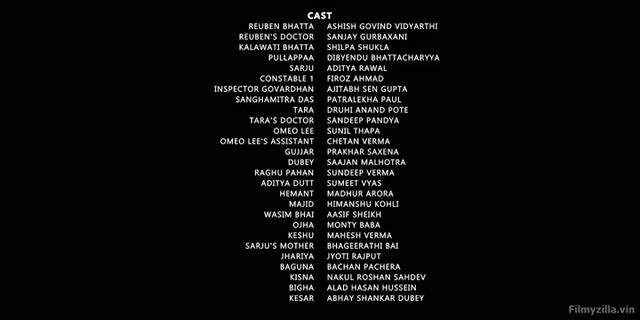 CAST
REUBEN BHATTA ASHISH GOVIND VIDYARTHI
REUBEN'S DOCTOR SANJAY GURBAXANI
KALAWATI BHATTA SHILPA SHUKLA
PULLAPPAA DIBYENDU BHATTACHARYYA
SARJU ADITYA RAWAL
CONSTABLE 1 FIROZ AHMAD
INSPECTOR GOVARDHAN AJITABH SEN GUPTA
SANGHAMITRA DAS PATRALEKHA PAUL
TARA DRUHI ANAND POTE
TARA'S DOCTOR SANDEEP PANDYA
OMEO LEE SUNIL THAPA
OMEO LEE'S ASSISTANT CHETAN VERMA
GUJJAR PRAKHAR SAXENA
DUBEY SAAJAN MALHOTRA
RAGHU PAHAN SUNDEEP VERMA
ADITYA DUTT SUMEET VYAS
HEMANT MADHUR ARORA
MAJID HIMANSHU KOHLI
WASIM BHAI AASIF SHEIKH
OJHA MONTY BABA
KESHU MAHESH VERMA
SARJU'S MOTHER BHAGEERATHI BAI
JHARIYA JYOTI RAJPUT
BAGUNA BACHAN PACHERA
KISNA NAKUL ROSHAN SAHDEV
BIGHA ALAD HASAN HUSSEIN
KESAR ABHAY SHANKAR DUBEY
Filmyzilla.vin